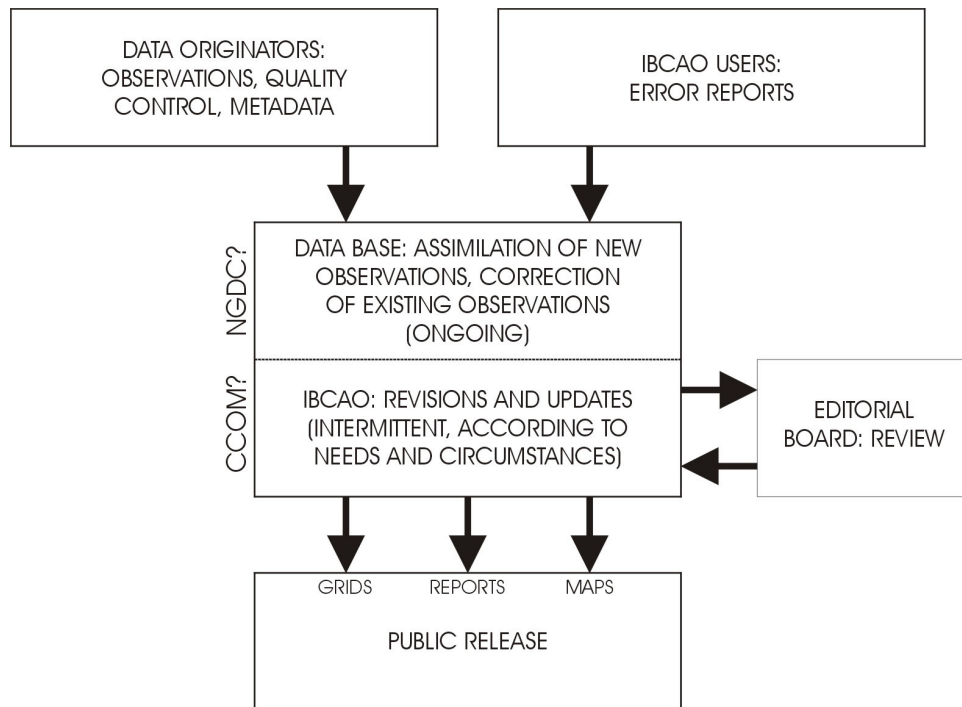 DATA ORIGINATORS:
OBSERVATIONS, QUALITY
CONTROL, METADATA
IBCAO USERS:
ERROR REPORTS
NGDC?
DATA BASE: ASSIMILATION OF NEW
OBSERVATIONS, CORRECTION
OF EXISTING OBSERVATIONS
(ONGOING)
CCOM?
IBCAO: REVISIONS AND UPDATES
(INTERMITTENT, ACCORDING TO
NEEDS AND CIRCUMSTANCES)
EDITORIAL
BOARD: REVIEW
GRIDS
REPORTS
MAPS
PUBLIC RELEASE